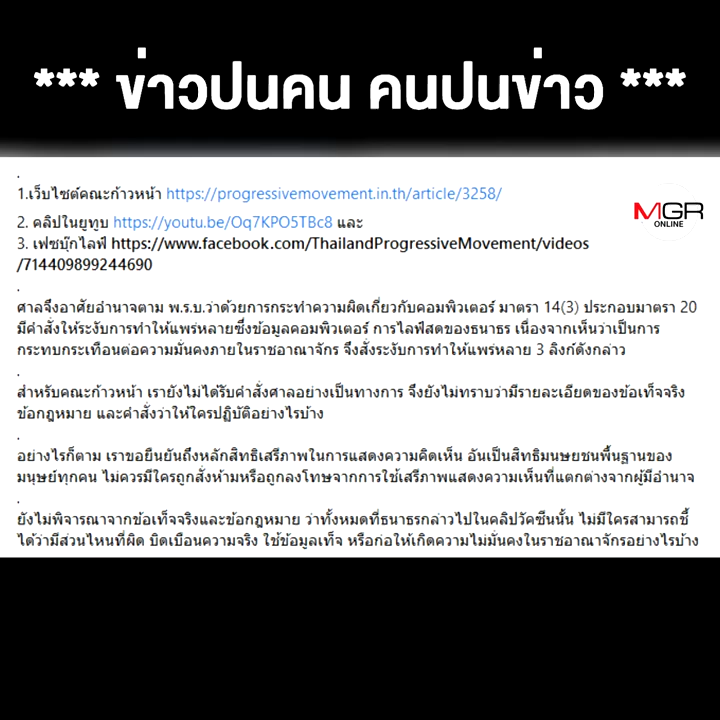 *** ข่าวปนคน คนปนข่าว ***
.
1.เว็บไซต์คณะก้าวหน้า https://progressivemovement.in.th/article/3258/
MGR
ONLINE
2. คลิปในยูทูบ https://youtu.be/Oq7KPO5TBc8 และ
3. เฟซบุ๊กไลฟ์ https://www.facebook.com/ThailandProgressiveMovement/videos
/714409899244690
.
ศาลจึงอาศัยอำนาจตาม พ.ร.บ.ว่าด้วยการกระทำความผิดเกี่ยวกับคอมพิวเตอร์ มาตรา 14(3) ประกอบมาตรา 20
มีคำสั่งให้ระงับการทำให้แพร่หลายซึ่งข้อมูลคอมพิวเตอร์ การไลฟ์สดของธนาธร เนื่องจากเห็นว่าเป็นการ
กระทบกระเทือนต่อความมั่นคงภายในราชอาณาจักร จึงสั่งระงับการทำให้แพร่หลาย 3 ลิงก์ดังกล่าว
.
สำหรับคณะก้าวหน้า เรายังไม่ได้รับคำสั่งศาลอย่างเป็นทางการ จึงยังไม่ทราบว่ามีรายละเอียดของข้อเท็จจริง
ข้อกฎหมาย และคำสั่งว่าให้ใครปฏิบัติอย่างไรบ้าง
.
อย่างไรก็ตาม เราขอยืนยันถึงหลักสิทธิเสรีภาพในการแสดงความคิดเห็น อันเป็นสิทธิมนุษยชนพื้นฐานของ
มนุษย์ทุกคน ไม่ควรมีใครถูกสั่งห้ามหรือถูกลงโทษจากการใช้เสรีภาพแสดงความเห็นที่แตกต่างจากผู้มีอำนาจ
.
ยังไม่พิจารณาจากข้อเท็จจริงและข้อกฎหมาย ว่าทั้งหมดที่ธนาธรกล่าวไปในคลิปวัคซีนนั้น ไม่มีใครสามารถชี้
ได้ว่ามีส่วนไหนที่ผิด บิดเบือนความจริง ใช้ข้อมูลเท็จ หรือก่อให้เกิดความไม่มั่นคงในราชอาณาจักรอย่างไรบ้าง